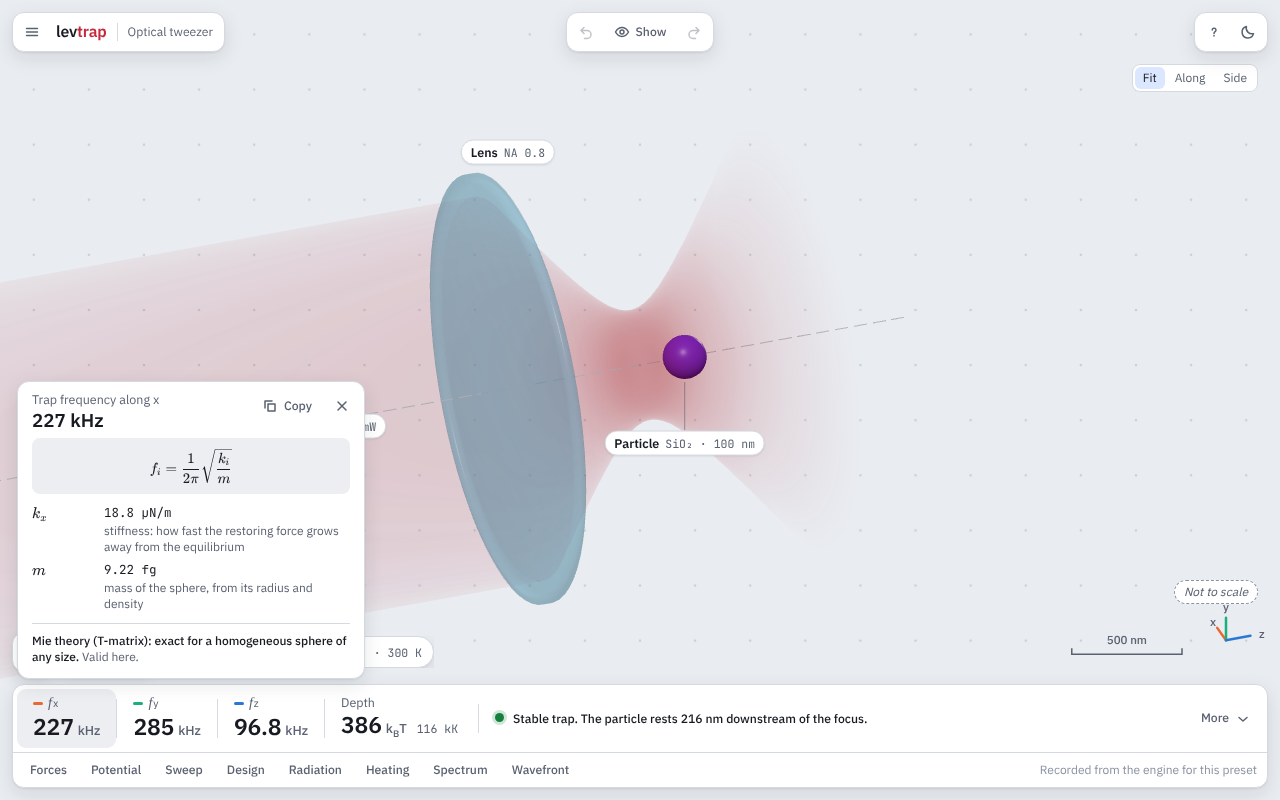 levtrap Optical tweezer
Show
?
Fit Along Side
Lens NA 0.8
Trap frequency along x
227 kHz
Copy
mW
f_i = 1/2π √(k_i/m)
Particle SiO₂ · 100 nm
k_x 18.8 µN/m
stiffness: how fast the restoring force grows
away from the equilibrium
m 9.22 fg
mass of the sphere, from its radius and
density
Mie theory (T-matrix): exact for a homogeneous sphere of
any size. Valid here.
· 300 K
Not to scale
y
x
z
500 nm
fx
227 kHz
fy
285 kHz
fz
96.8 kHz
Depth
386 k_BT 116 kK
Stable trap. The particle rests 216 nm downstream of the focus.
More
Forces Potential Sweep Design Radiation Heating Spectrum Wavefront
Recorded from the engine for this preset